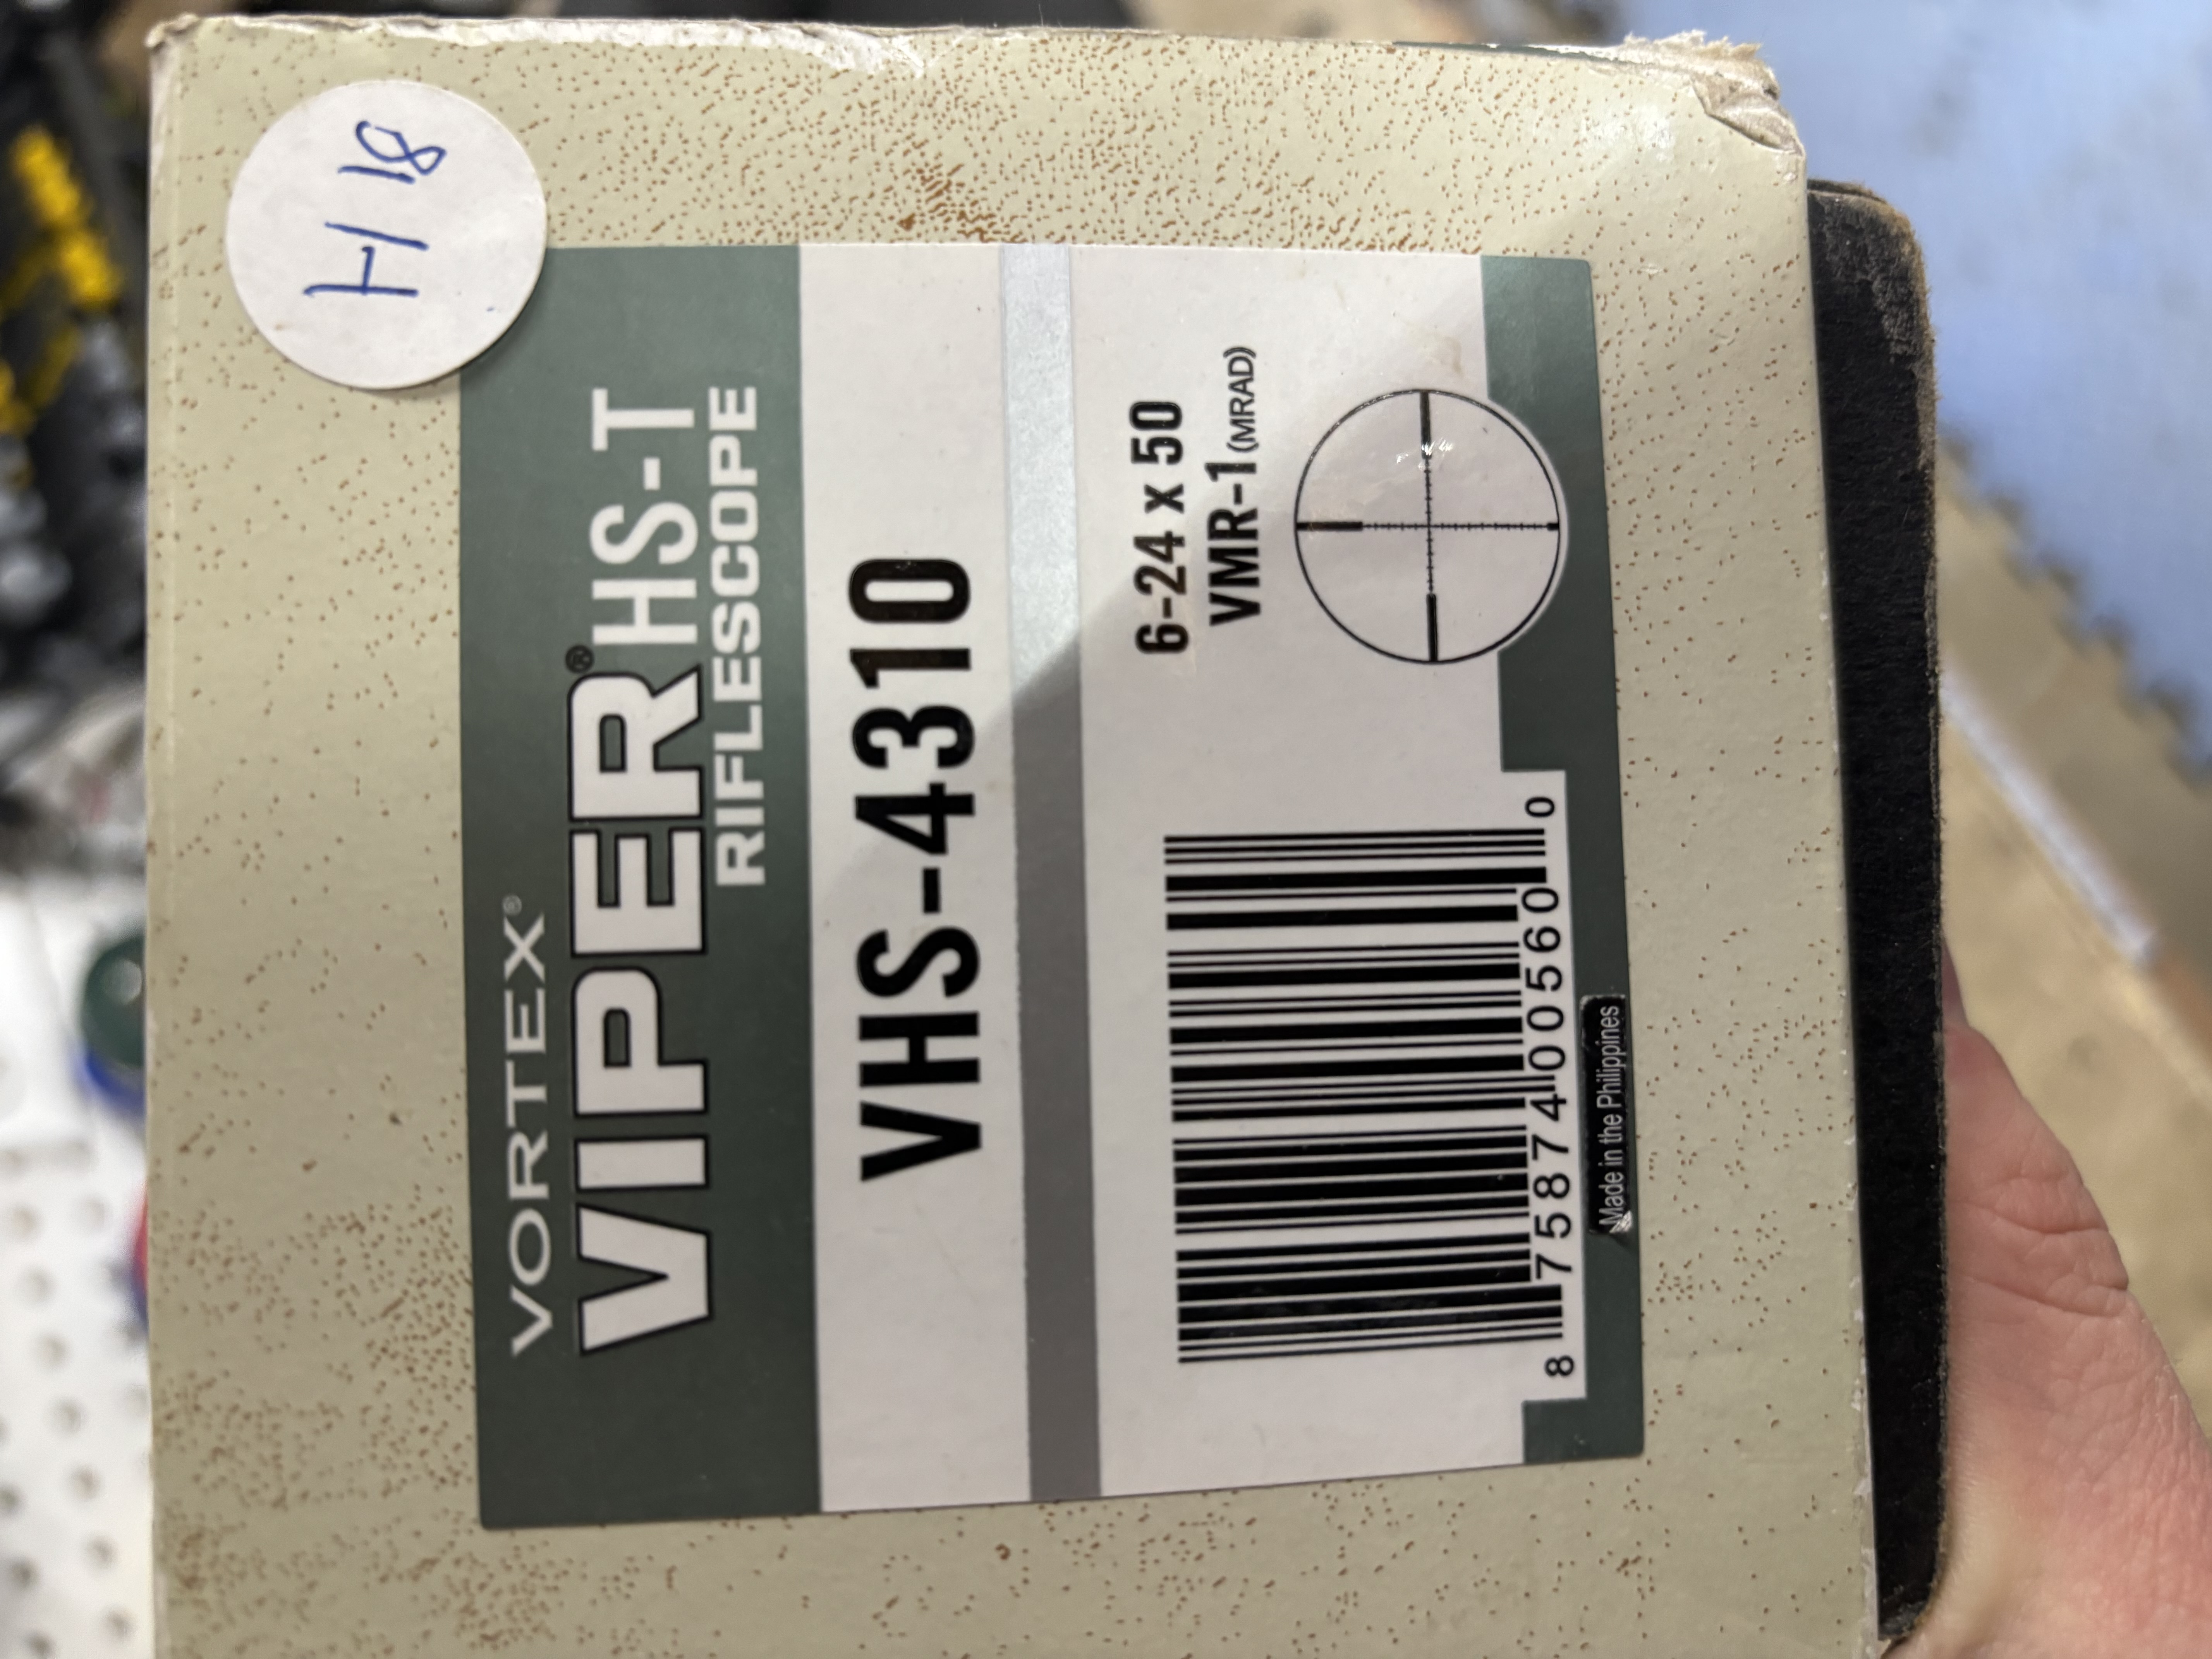 H 18
VORTEX®
VIPER® HS-T
RIFLESCOPE
VHS-4310
6-24 x 50
VMR-1 (MRAD)
8 75874 00560 0
Made in the Philippines